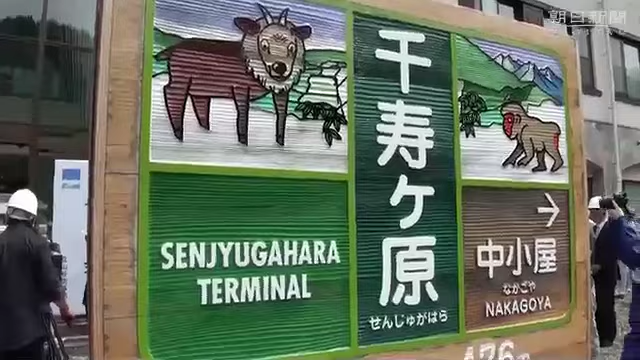 朝日新聞
SENJYUGAHARA
TERMINAL
千寿ヶ原
せんじゅがはら
→
中小屋
なかごや
NAKAGOYA